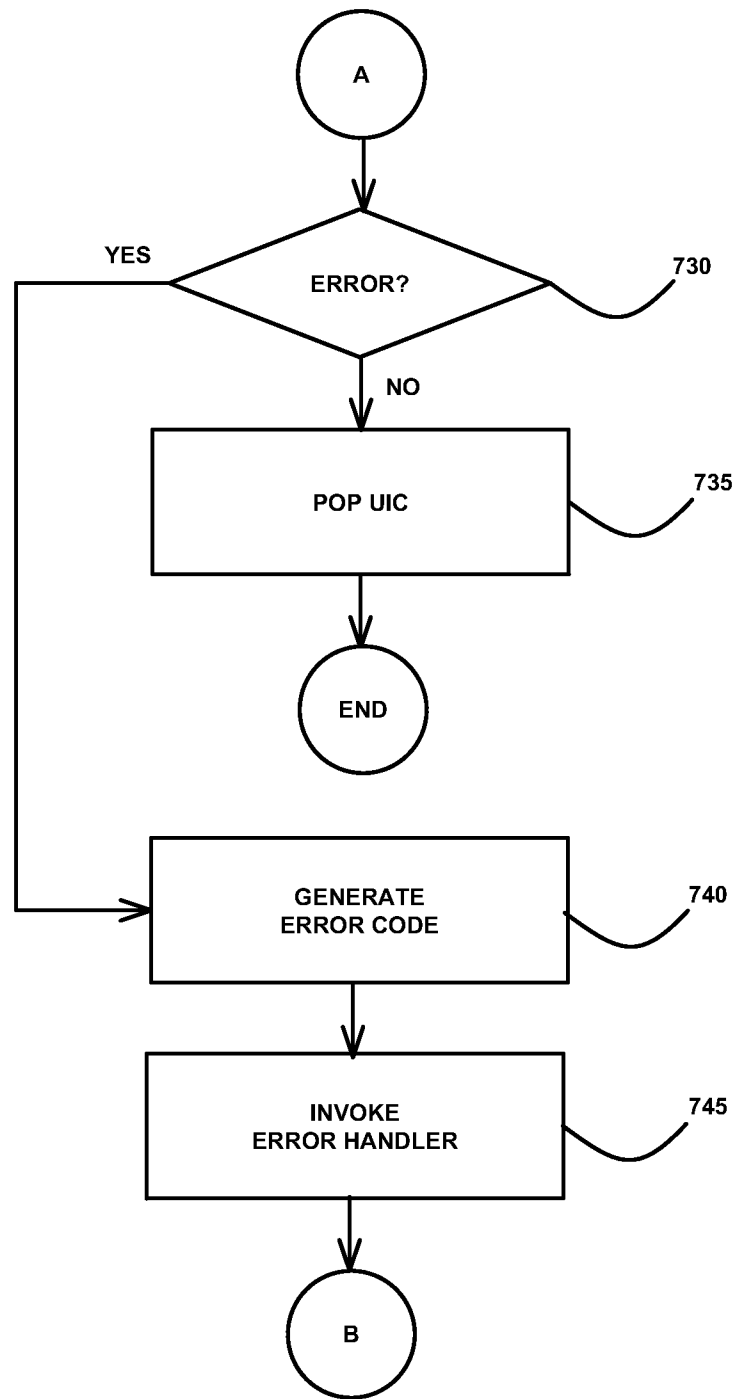 A
YES
ERROR?
730
NO
POP UIC
735
END
GENERATE
ERROR CODE
740
INVOKE
ERROR HANDLER
745
B